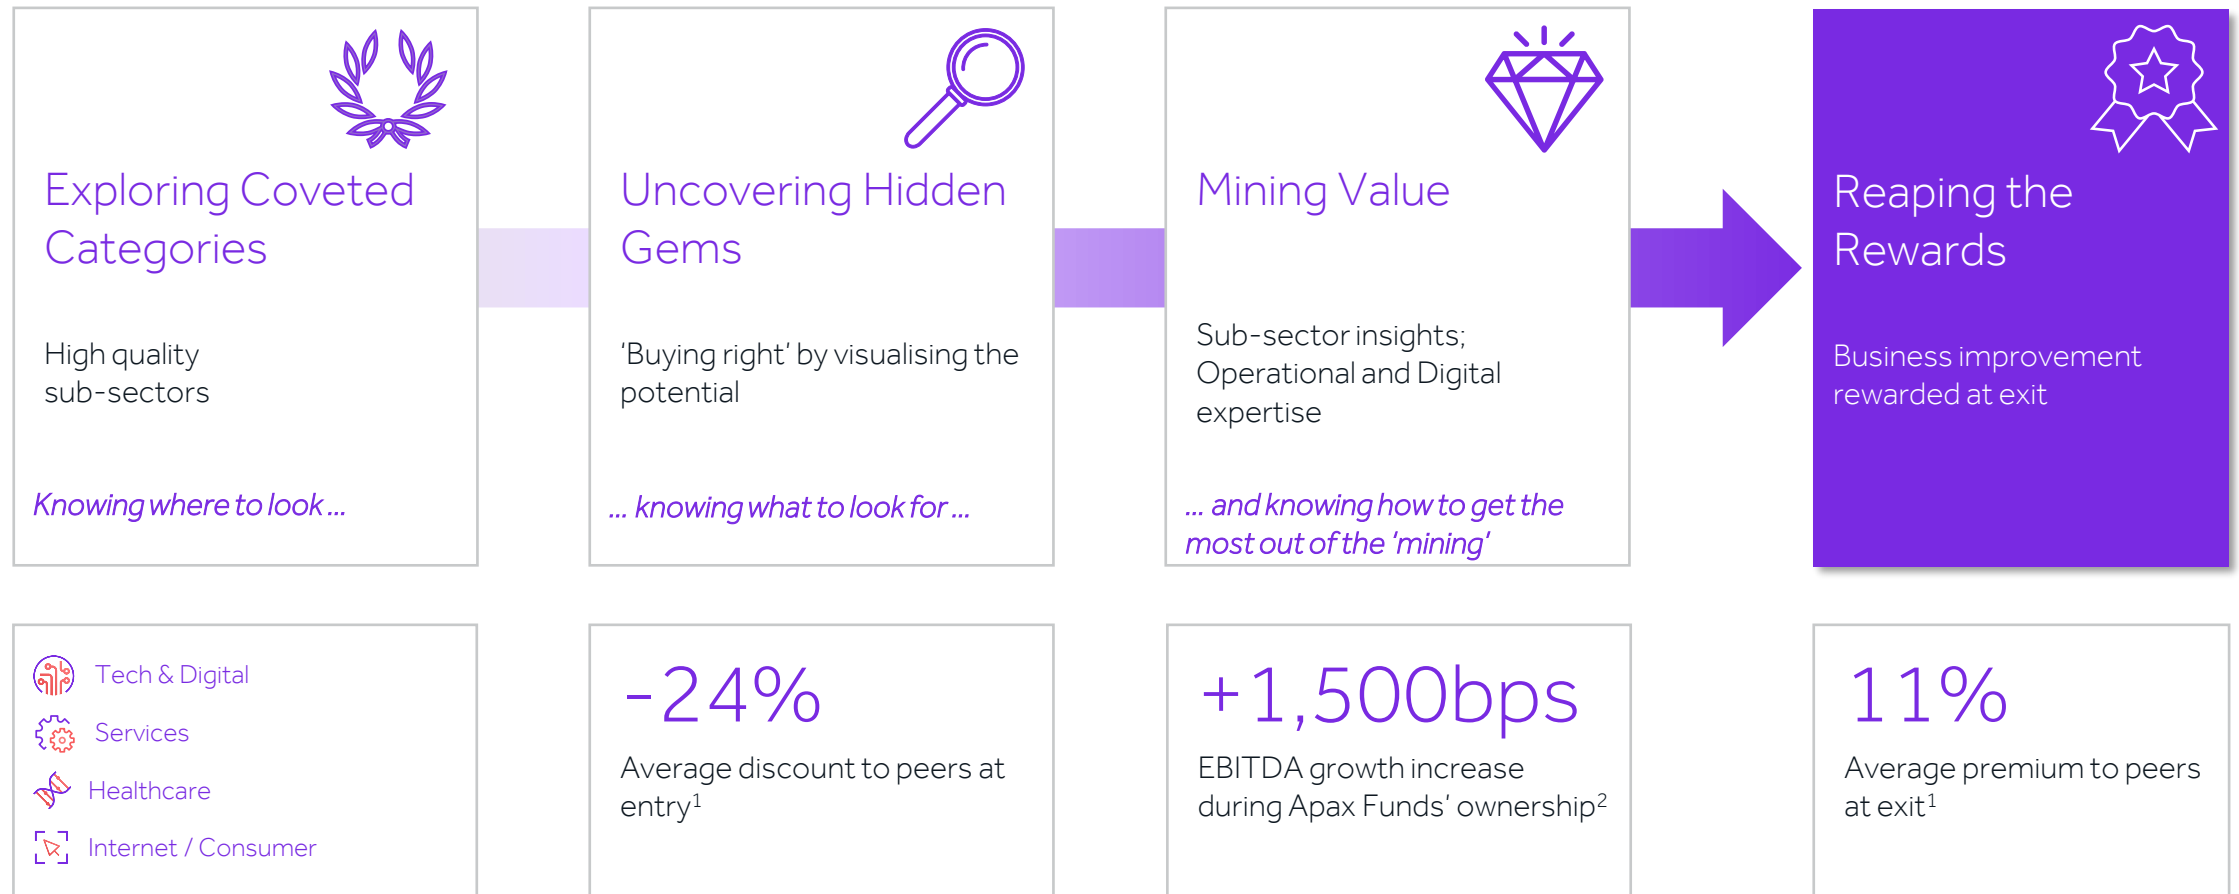 Exploring Coveted
Categories
High quality
sub-sectors
Knowing where to look ...
Uncovering Hidden
Gems
‘Buying right’ by visualising the
potential
... knowing what to look for ...
Mining Value
Sub-sector insights;
Operational and Digital
expertise
... and knowing how to get the
most out of the ‘mining’
Reaping the
Rewards
Business improvement
rewarded at exit
Tech & Digital
Services
Healthcare
Internet / Consumer
-24%
Average discount to peers at
entry¹
+1,500bps
EBITDA growth increase
during Apax Funds’ ownership²
11%
Average premium to peers
at exit¹